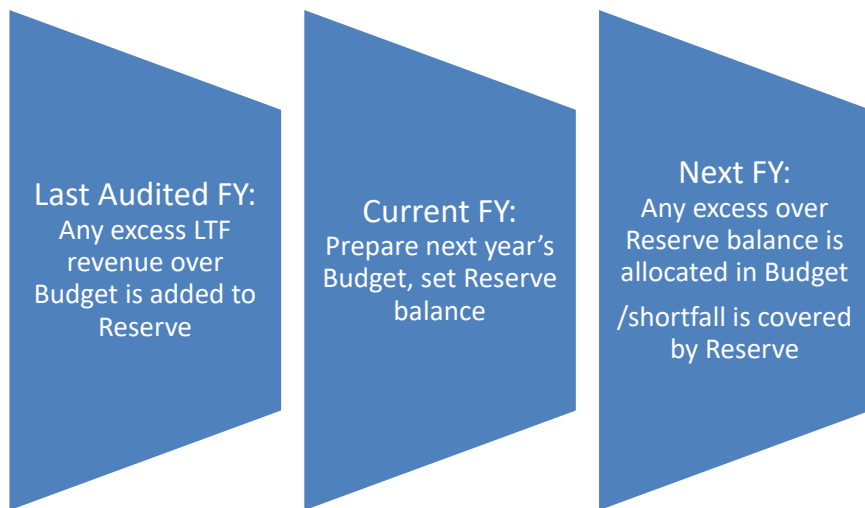 Last Audited FY:
Any excess LTF
revenue over
Budget is added to
Reserve
Current FY:
Prepare next year’s
Budget, set Reserve
balance
Next FY:
Any excess over
Reserve balance is
allocated in Budget
/shortfall is covered
by Reserve